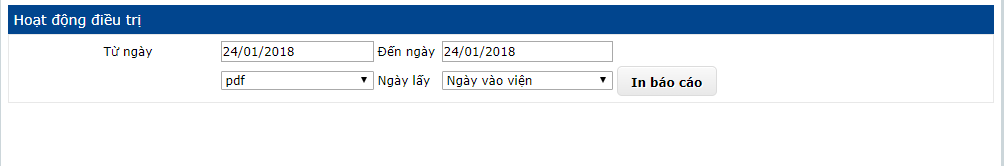 Hoạt động điều trị
Từ ngày 24/01/2018 Đến ngày 24/01/2018
pdf Ngày lấy Ngày vào viện In báo cáo